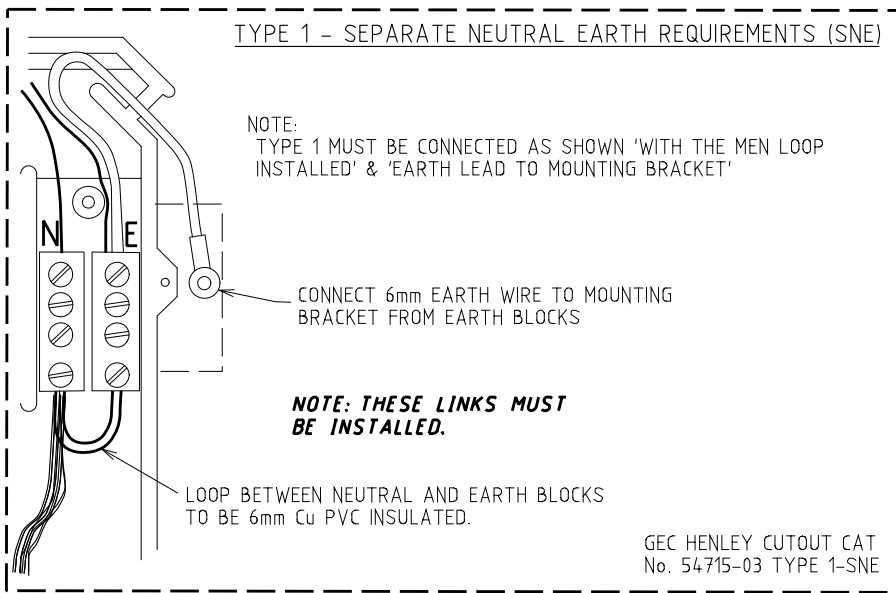 TYPE 1 - SEPARATE NEUTRAL EARTH REQUIREMENTS (SNE)
NOTE:
TYPE 1 MUST BE CONNECTED AS SHOWN 'WITH THE MEN LOOP
INSTALLED' & 'EARTH LEAD TO MOUNTING BRACKET'
N
E
CONNECT 6mm EARTH WIRE TO MOUNTING
BRACKET FROM EARTH BLOCKS
NOTE: THESE LINKS MUST
BE INSTALLED.
LOOP BETWEEN NEUTRAL AND EARTH BLOCKS
TO BE 6mm Cu PVC INSULATED.
GEC HENLEY CUTOUT CAT
No. 54715-03 TYPE 1-SNE